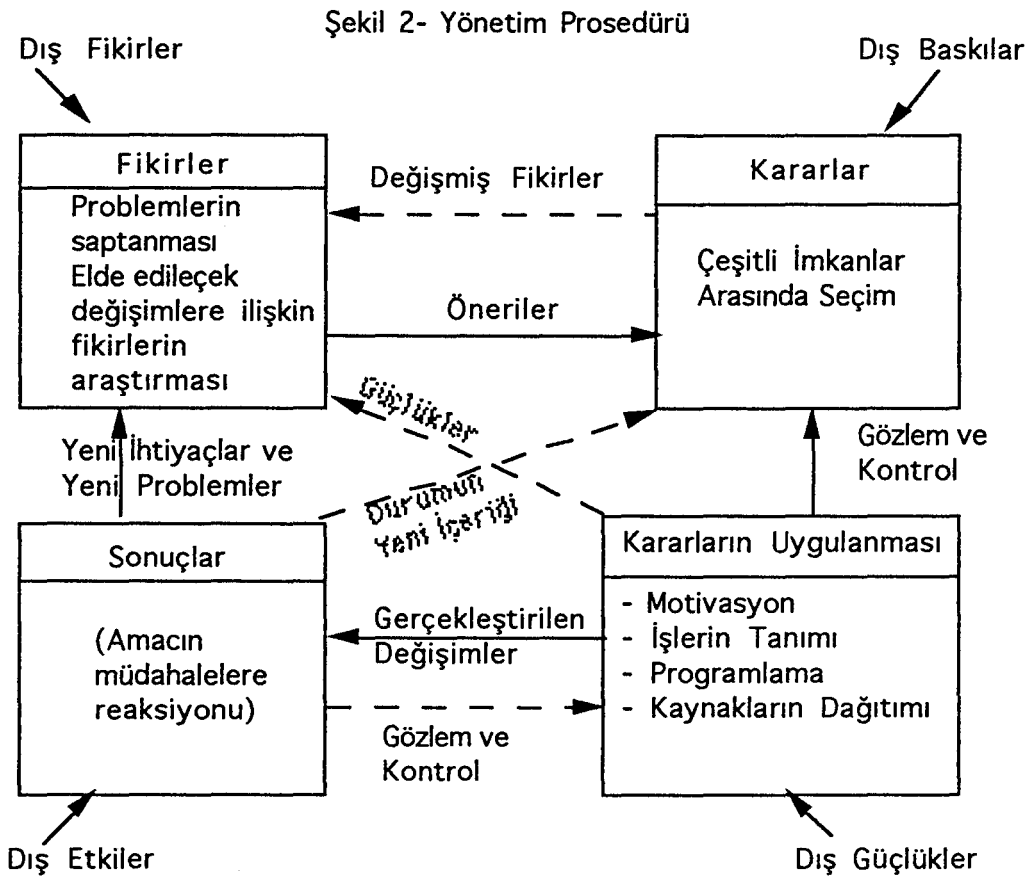 Şekil 2- Yönetim Prosedürü
Dış Fikirler
Dış Baskılar
Fikirler
Problemlerin
saptanması
Elde edileçek
değişimlere ilişkin
fikirlerin
araştırması
Değişmiş Fikirler
Öneriler
Kararlar
Çeşitli İmkanlar
Arasında Seçim
Güçlükler
Durumun
Yeni İçeriği
Yeni İhtiyaçlar ve
Yeni Problemler
Gözlem ve
Kontrol
Sonuçlar
(Amacın
müdahalelere
reaksiyonu)
Gerçekleştirilen
Değişimler
Gözlem ve
Kontrol
Kararların Uygulanması
- Motivasyon
- İşlerin Tanımı
- Programlama
- Kaynakların Dağıtımı
Dış Etkiler
Dış Güçlükler